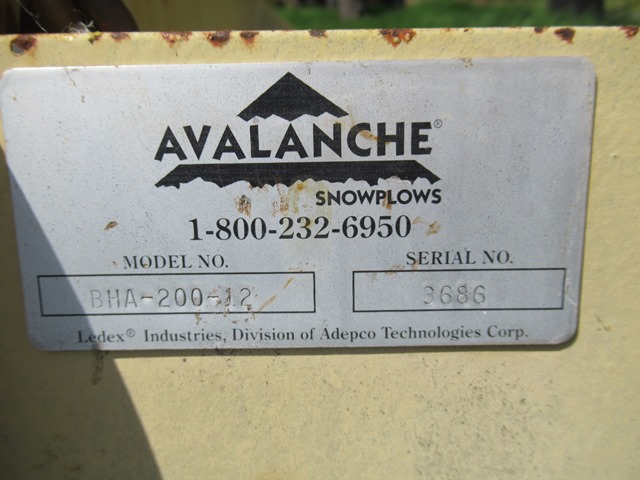 AVALANCHE®
SNOWPLOWS
1-800-232-6950
MODEL NO. SERIAL NO.
BHA-200-12 3686
Ledex® Industries, Division of Adepco Technologies Corp.